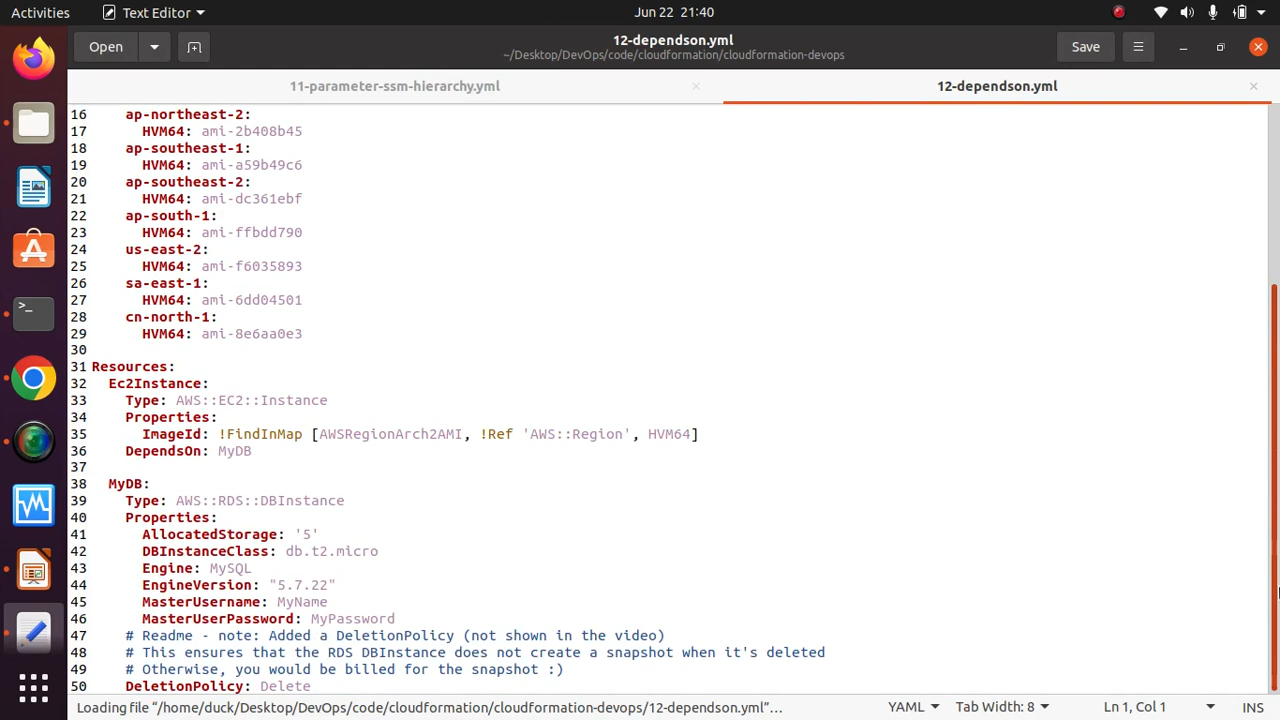 Activities
Text Editor
Jun 22 21:40
Open
12-dependson.yml
~/Desktop/DevOps/code/cloudformation/cloudformation-devops
Save
11-parameter-ssm-hierarchy.yml
12-dependson.yml
16 ap-northeast-2:
17 HVM64: ami-2b408b45
18 ap-southeast-1:
19 HVM64: ami-a59b49c6
20 ap-southeast-2:
21 HVM64: ami-dc361ebf
22 ap-south-1:
23 HVM64: ami-ffbdd790
24 us-east-2:
25 HVM64: ami-f6035893
26 sa-east-1:
27 HVM64: ami-6dd04501
28 cn-north-1:
29 HVM64: ami-8e6aa0e3
30
31 Resources:
32 Ec2Instance:
33 Type: AWS::EC2::Instance
34 Properties:
35 ImageId: !FindInMap [AWSRegionArch2AMI, !Ref 'AWS::Region', HVM64]
36 DependsOn: MyDB
37
38 MyDB:
39 Type: AWS::RDS::DBInstance
40 Properties:
41 AllocatedStorage: '5'
42 DBInstanceClass: db.t2.micro
43 Engine: MySQL
44 EngineVersion: "5.7.22"
45 MasterUsername: MyName
46 MasterUserPassword: MyPassword
47 # Readme - note: Added a DeletionPolicy (not shown in the video)
48 # This ensures that the RDS DBInstance does not create a snapshot when it's deleted
49 # Otherwise, you would be billed for the snapshot :)
50 DeletionPolicy: Delete
Loading file “/home/duck/Desktop/DevOps/code/cloudformation/cloudformation-devops/12-dependson.yml”…
YAML
Tab Width: 8
Ln 1, Col 1
INS